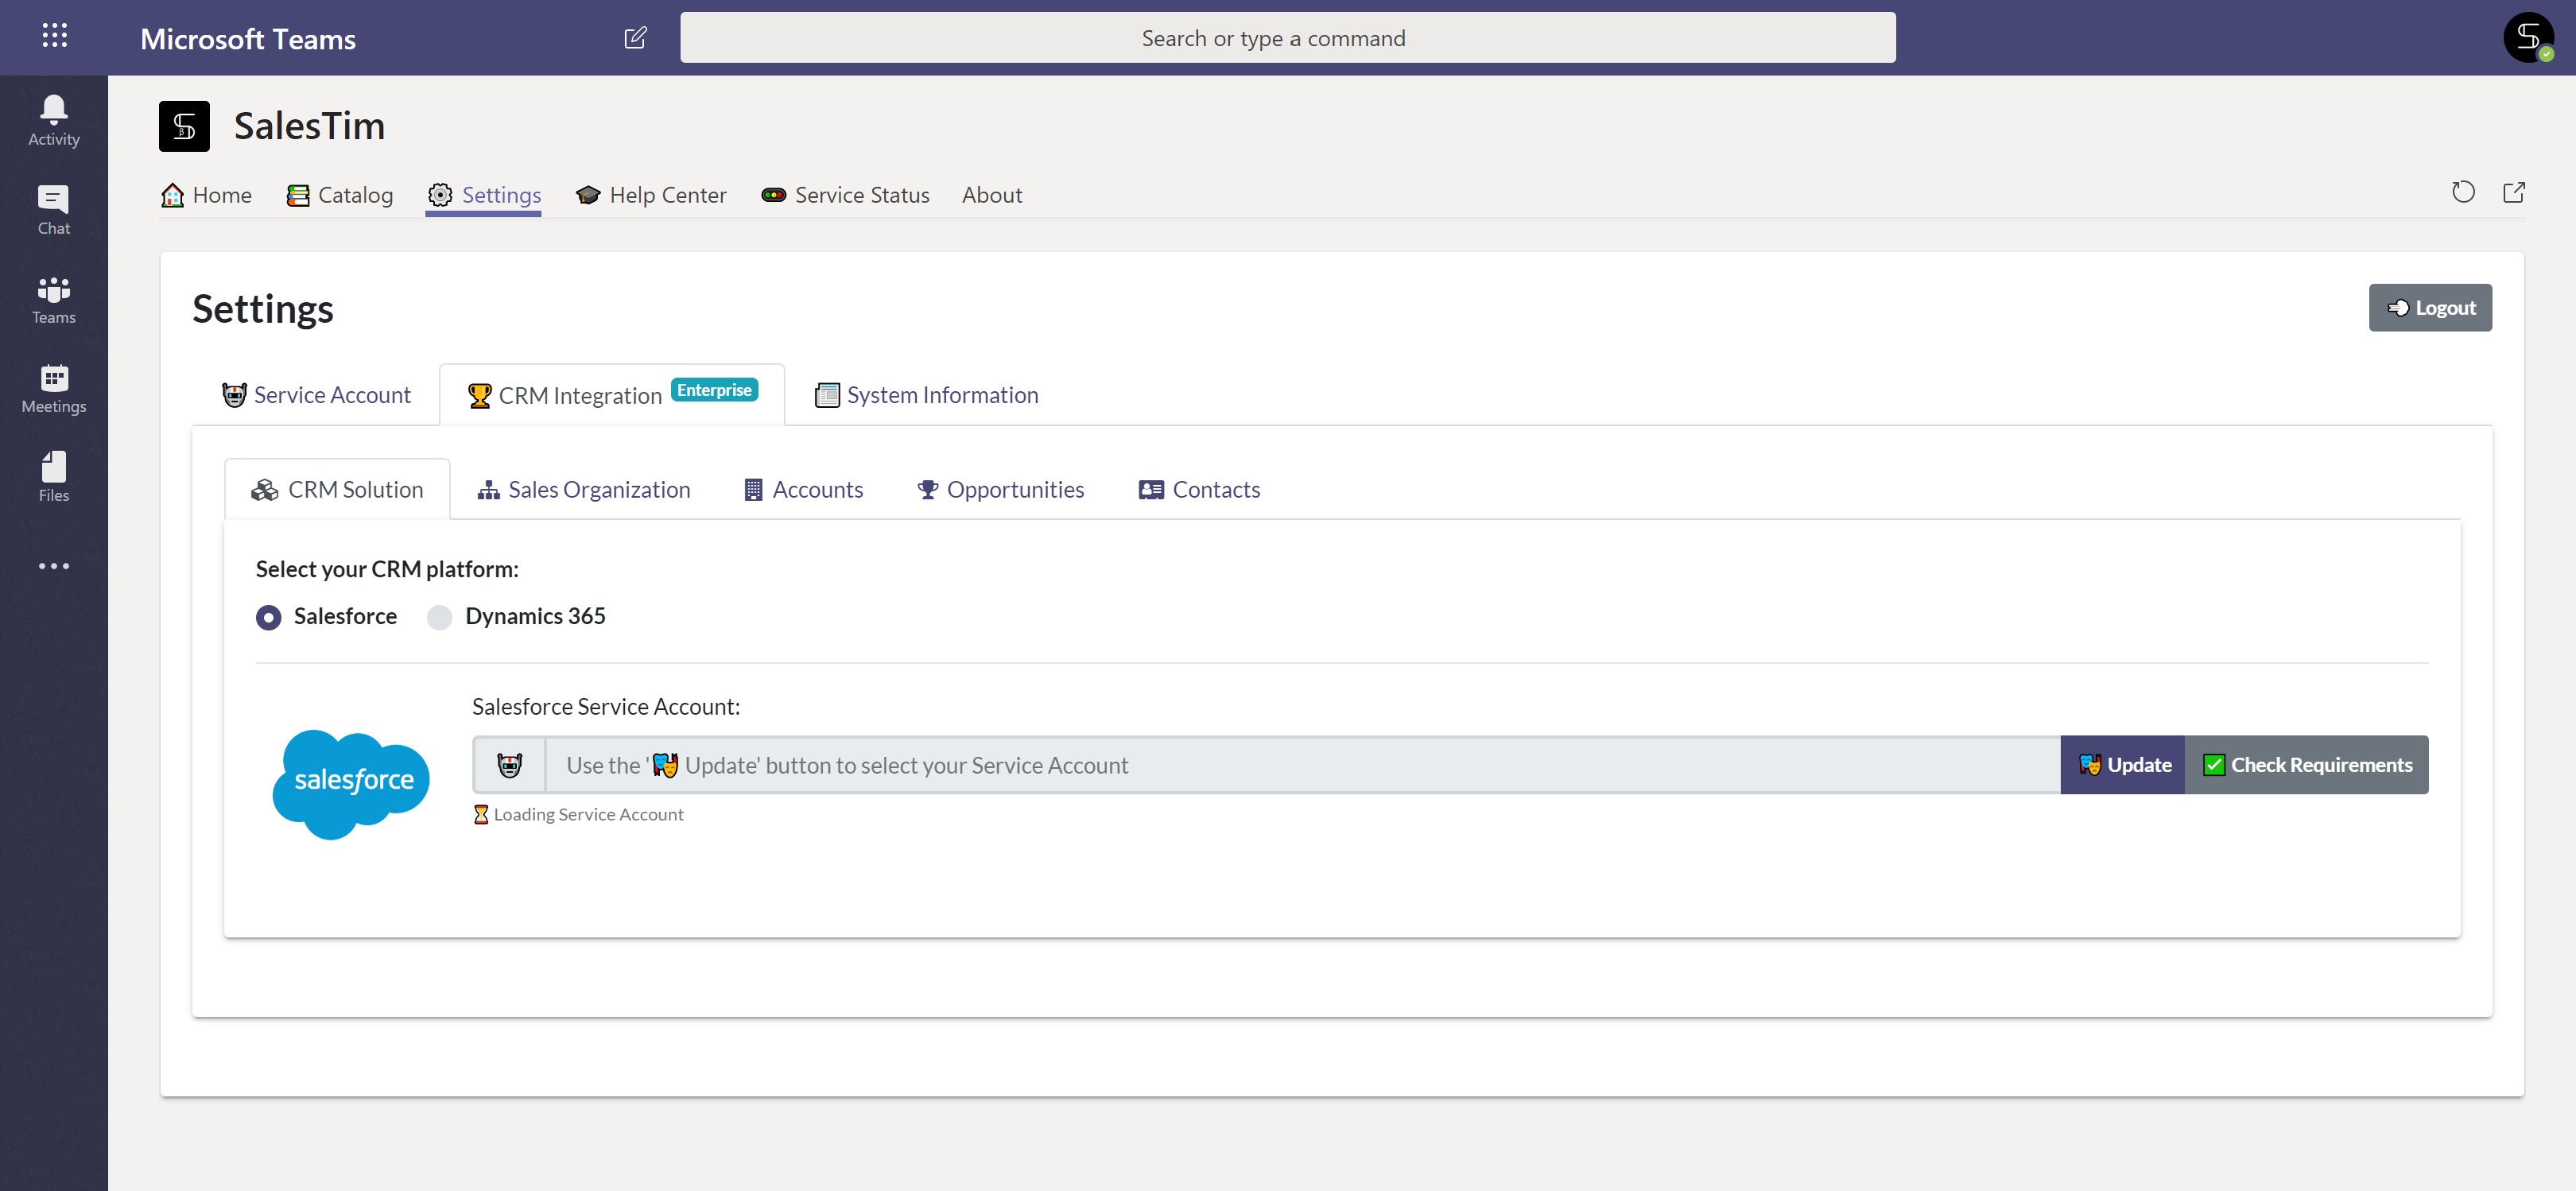 Microsoft Teams
Search or type a command
Activity
Chat
Teams
Meetings
Files
SalesTim
Home Catalog Settings Help Center Service Status About
Settings
Logout
Service Account CRM Integration Enterprise System Information
CRM Solution Sales Organization Accounts Opportunities Contacts
Select your CRM platform:
Salesforce Dynamics 365
salesforce
Salesforce Service Account:
Use the '🎭 Update' button to select your Service Account
Update Check Requirements
Loading Service Account